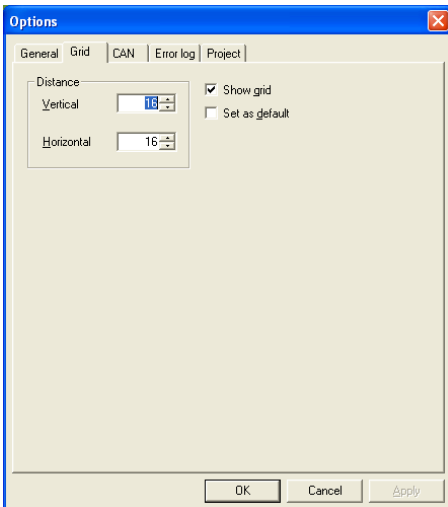 Options
General Grid CAN Error log Project
Distance
Vertical 16
Horizontal 16
Show grid
Set as default
OK Cancel Apply